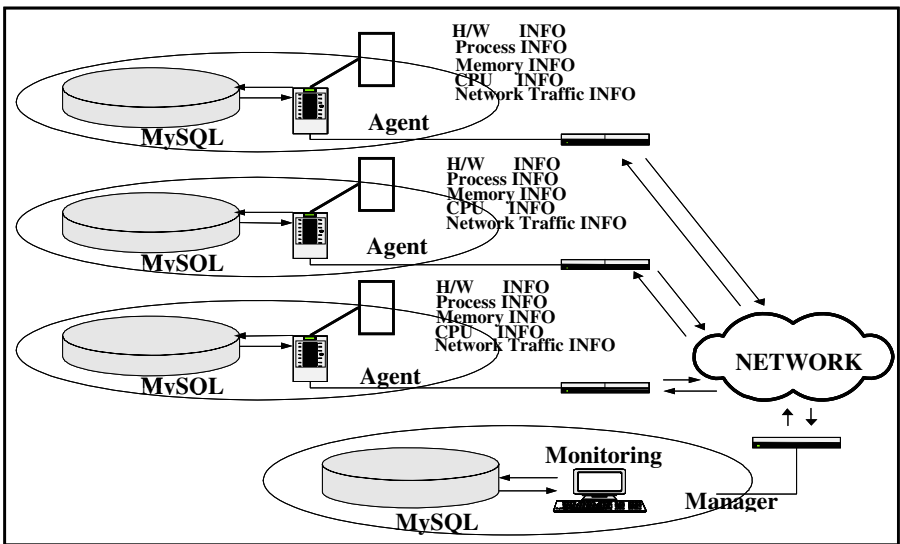 H/W INFO
Process INFO
Memory INFO
CPU INFO
Network Traffic INFO
Agent
MySQL
H/W INFO
Process INFO
Memory INFO
CPU INFO
Network Traffic INFO
Agent
MySOL
H/W INFO
Process INFO
Memory INFO
CPU INFO
Network Traffic INFO
Agent
MySOL
NETWORK
Monitoring
Manager
MySQL